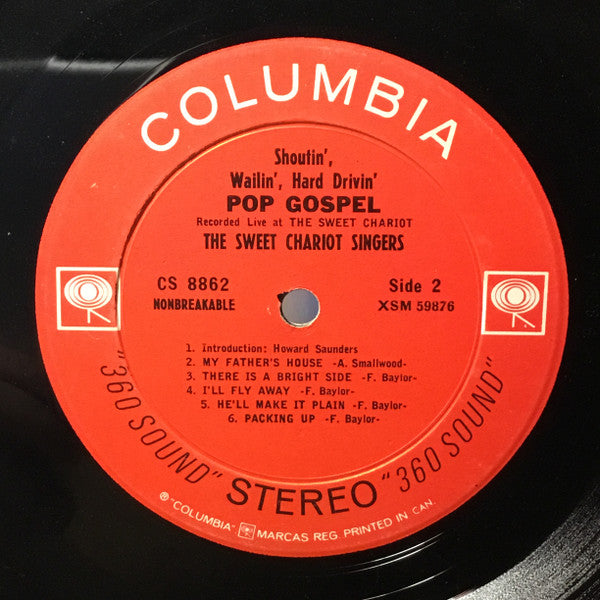 COLUMBIA
Shoutin',
Wailin', Hard Drivin'
POP GOSPEL
Recorded Live at THE SWEET CHARIOT
THE SWEET CHARIOT SINGERS
CS 8862
NONBREAKABLE
Side 2
XSM 59876
1. Introduction: Howard Saunders
2. MY FATHER'S HOUSE -A. Smallwood-
3. THERE IS A BRIGHT SIDE -F. Baylor-
4. I'LL FLY AWAY -F. Baylor-
5. HE'LL MAKE IT PLAIN -F. Baylor-
6. PACKING UP -F. Baylor-
"360 SOUND" STEREO "360 SOUND"
℗ "COLUMBIA" MARCAS REG. PRINTED IN CAN.